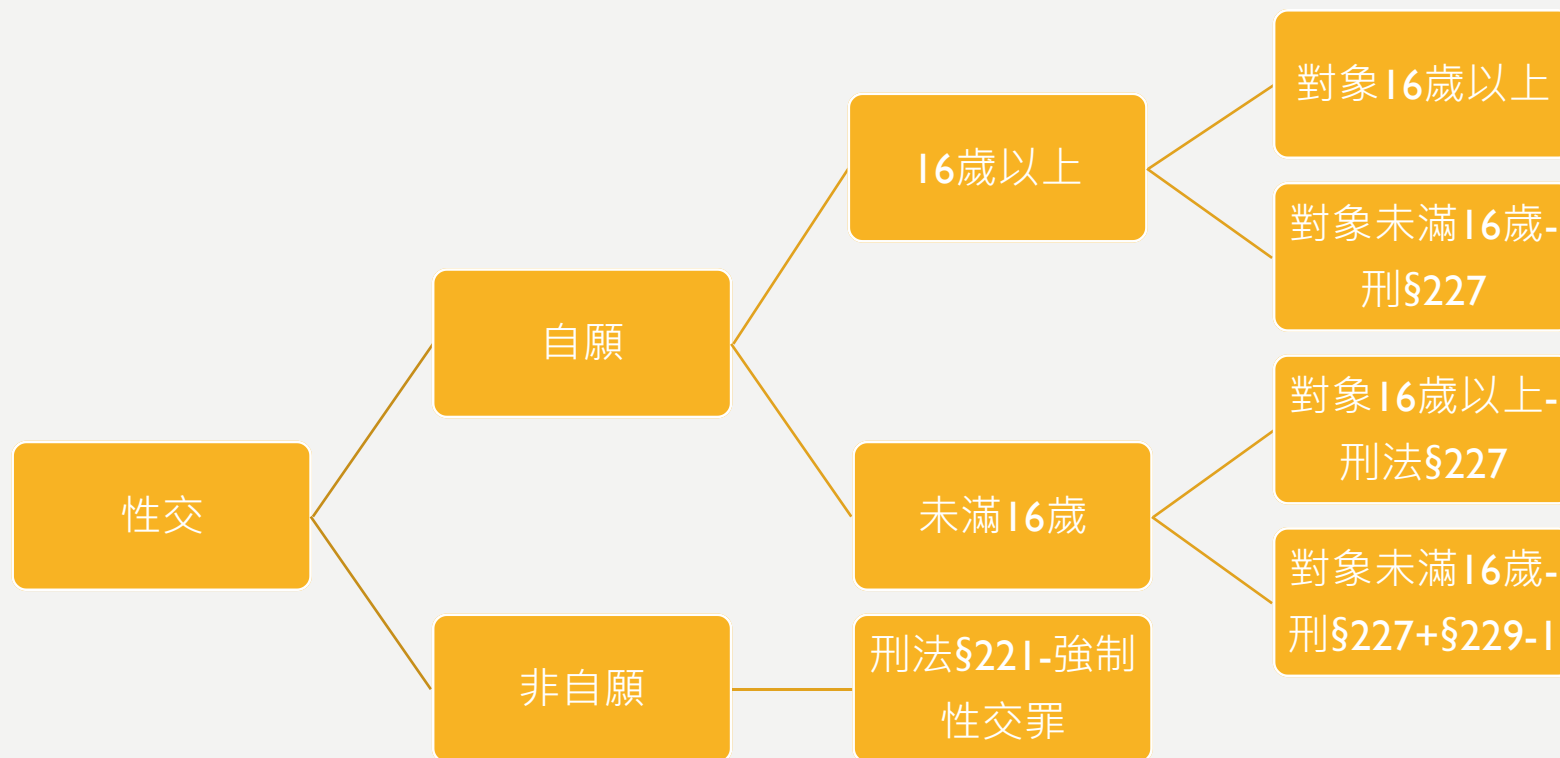 性交
自願
非自願
16歲以上
未滿16歲
刑法§221-強制
性交罪
對象16歲以上
對象未滿16歲-
刑§227
對象16歲以上-
刑法§227
對象未滿16歲-
刑§227+§229-1